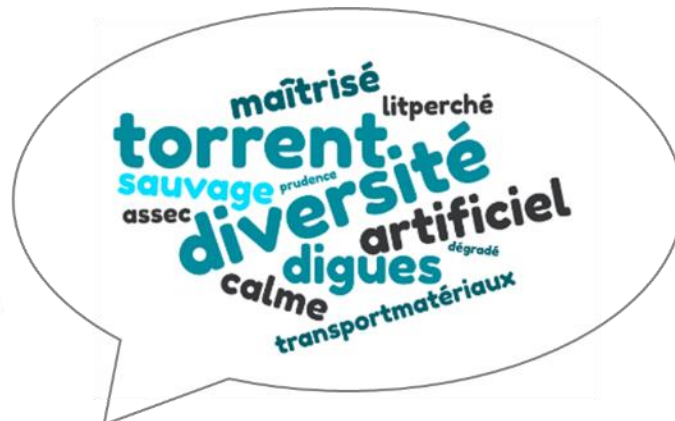 maîtrisé
litperché
torrent
sauvage
prudence
diversité
assec
artificiel
dégradé
digues
calme
transportmatériaux